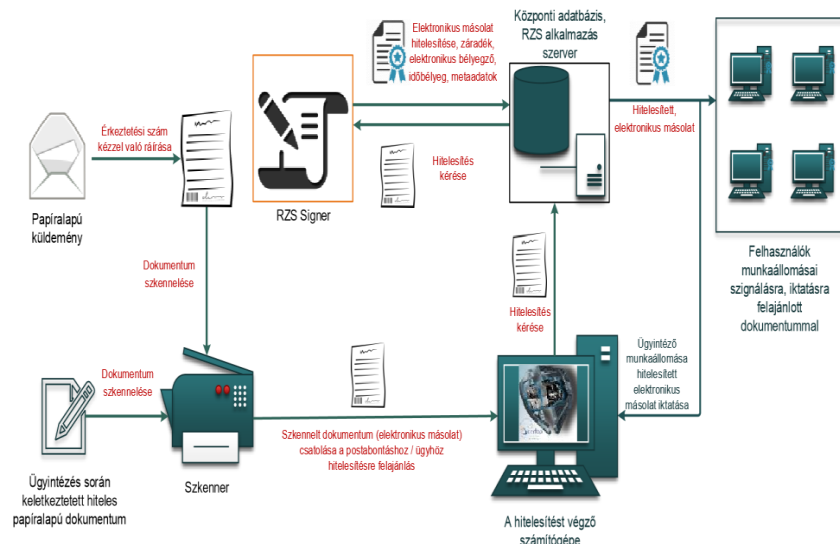 Elektronikus másolat
hitelesítése, záradék,
elektronikus bélyegző,
időbélyeg, metaadatok
Központi adatbázis,
RZS alkalmazás
szerver
Érkeztetési szám
kézzel való ráírása
Hitelesítés
kérése
Hitelesített,
elektronikus másolat
Papíralapú
küldemény
RZS Signer
Felhasználók
munkaállomásai
szignálásra, iktatásra
felajánlott
dokumentummal
Dokumentum
szkennelése
Hitelesítés
kérése
Ügyintéző
munkaállomása
hitelesített
elektronikus
másolat iktatása
Dokumentum
szkennelése
Szkennelt dokumentum (elektronikus másolat)
csatolása a postabontáshoz / ügyhöz
hitelesítésre felajánlás
Szkenner
Ügyintézés során
keletkeztetett hiteles
papíralapú dokumentum
A hitelesítést végző
számítógépe